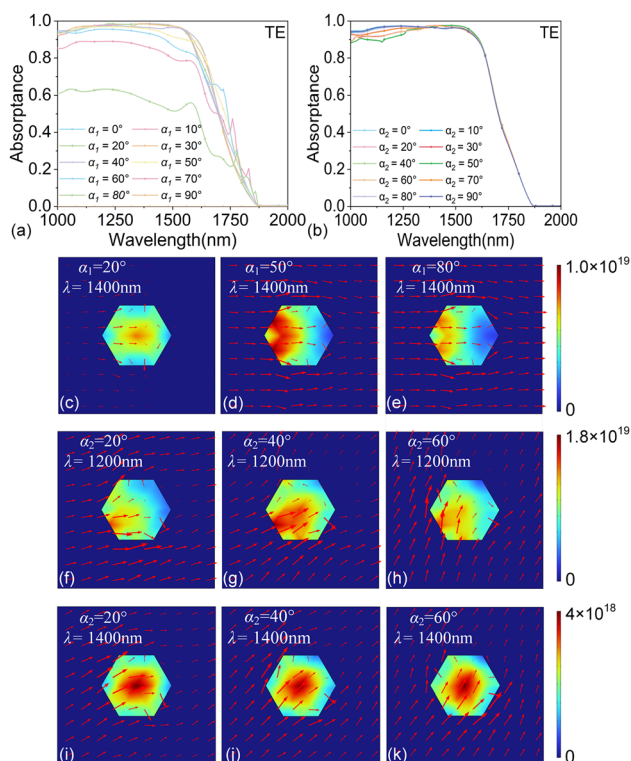 1.0
0.8
0.6
0.4
0.2
0.0
Absorptance
TE
α₁ = 0° α₁ = 10°
α₁ = 20° α₁ = 30°
α₁ = 40° α₁ = 50°
α₁ = 60° α₁ = 70°
α₁ = 80° α₁ = 90°
1000 1250 1500 1750 2000
(a) Wavelength(nm)
1.0
0.8
0.6
0.4
0.2
0.0
Absorptance
TE
α₂ = 0° α₂ = 10°
α₂ = 20° α₂ = 30°
α₂ = 40° α₂ = 50°
α₂ = 60° α₂ = 70°
α₂ = 80° α₂ = 90°
1000 1250 1500 1750 2000
(b) Wavelength(nm)
α₁=20°
λ= 1400nm
(c)
α₁=50°
λ= 1400nm
(d)
α₁=80°
λ= 1400nm
(e)
1.0×10¹⁹
0
α₂=20°
λ= 1200nm
(f)
α₂=40°
λ= 1200nm
(g)
α₂=60°
λ= 1200nm
(h)
1.8×10¹⁹
0
α₂=20°
λ= 1400nm
(i)
α₂=40°
λ= 1400nm
(j)
α₂=60°
λ= 1400nm
(k)
4×10¹⁸
0